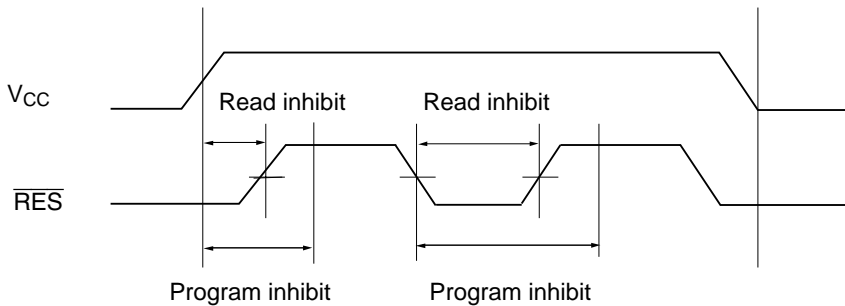 VCC
Read inhibit Read inhibit
RES
Program inhibit Program inhibit